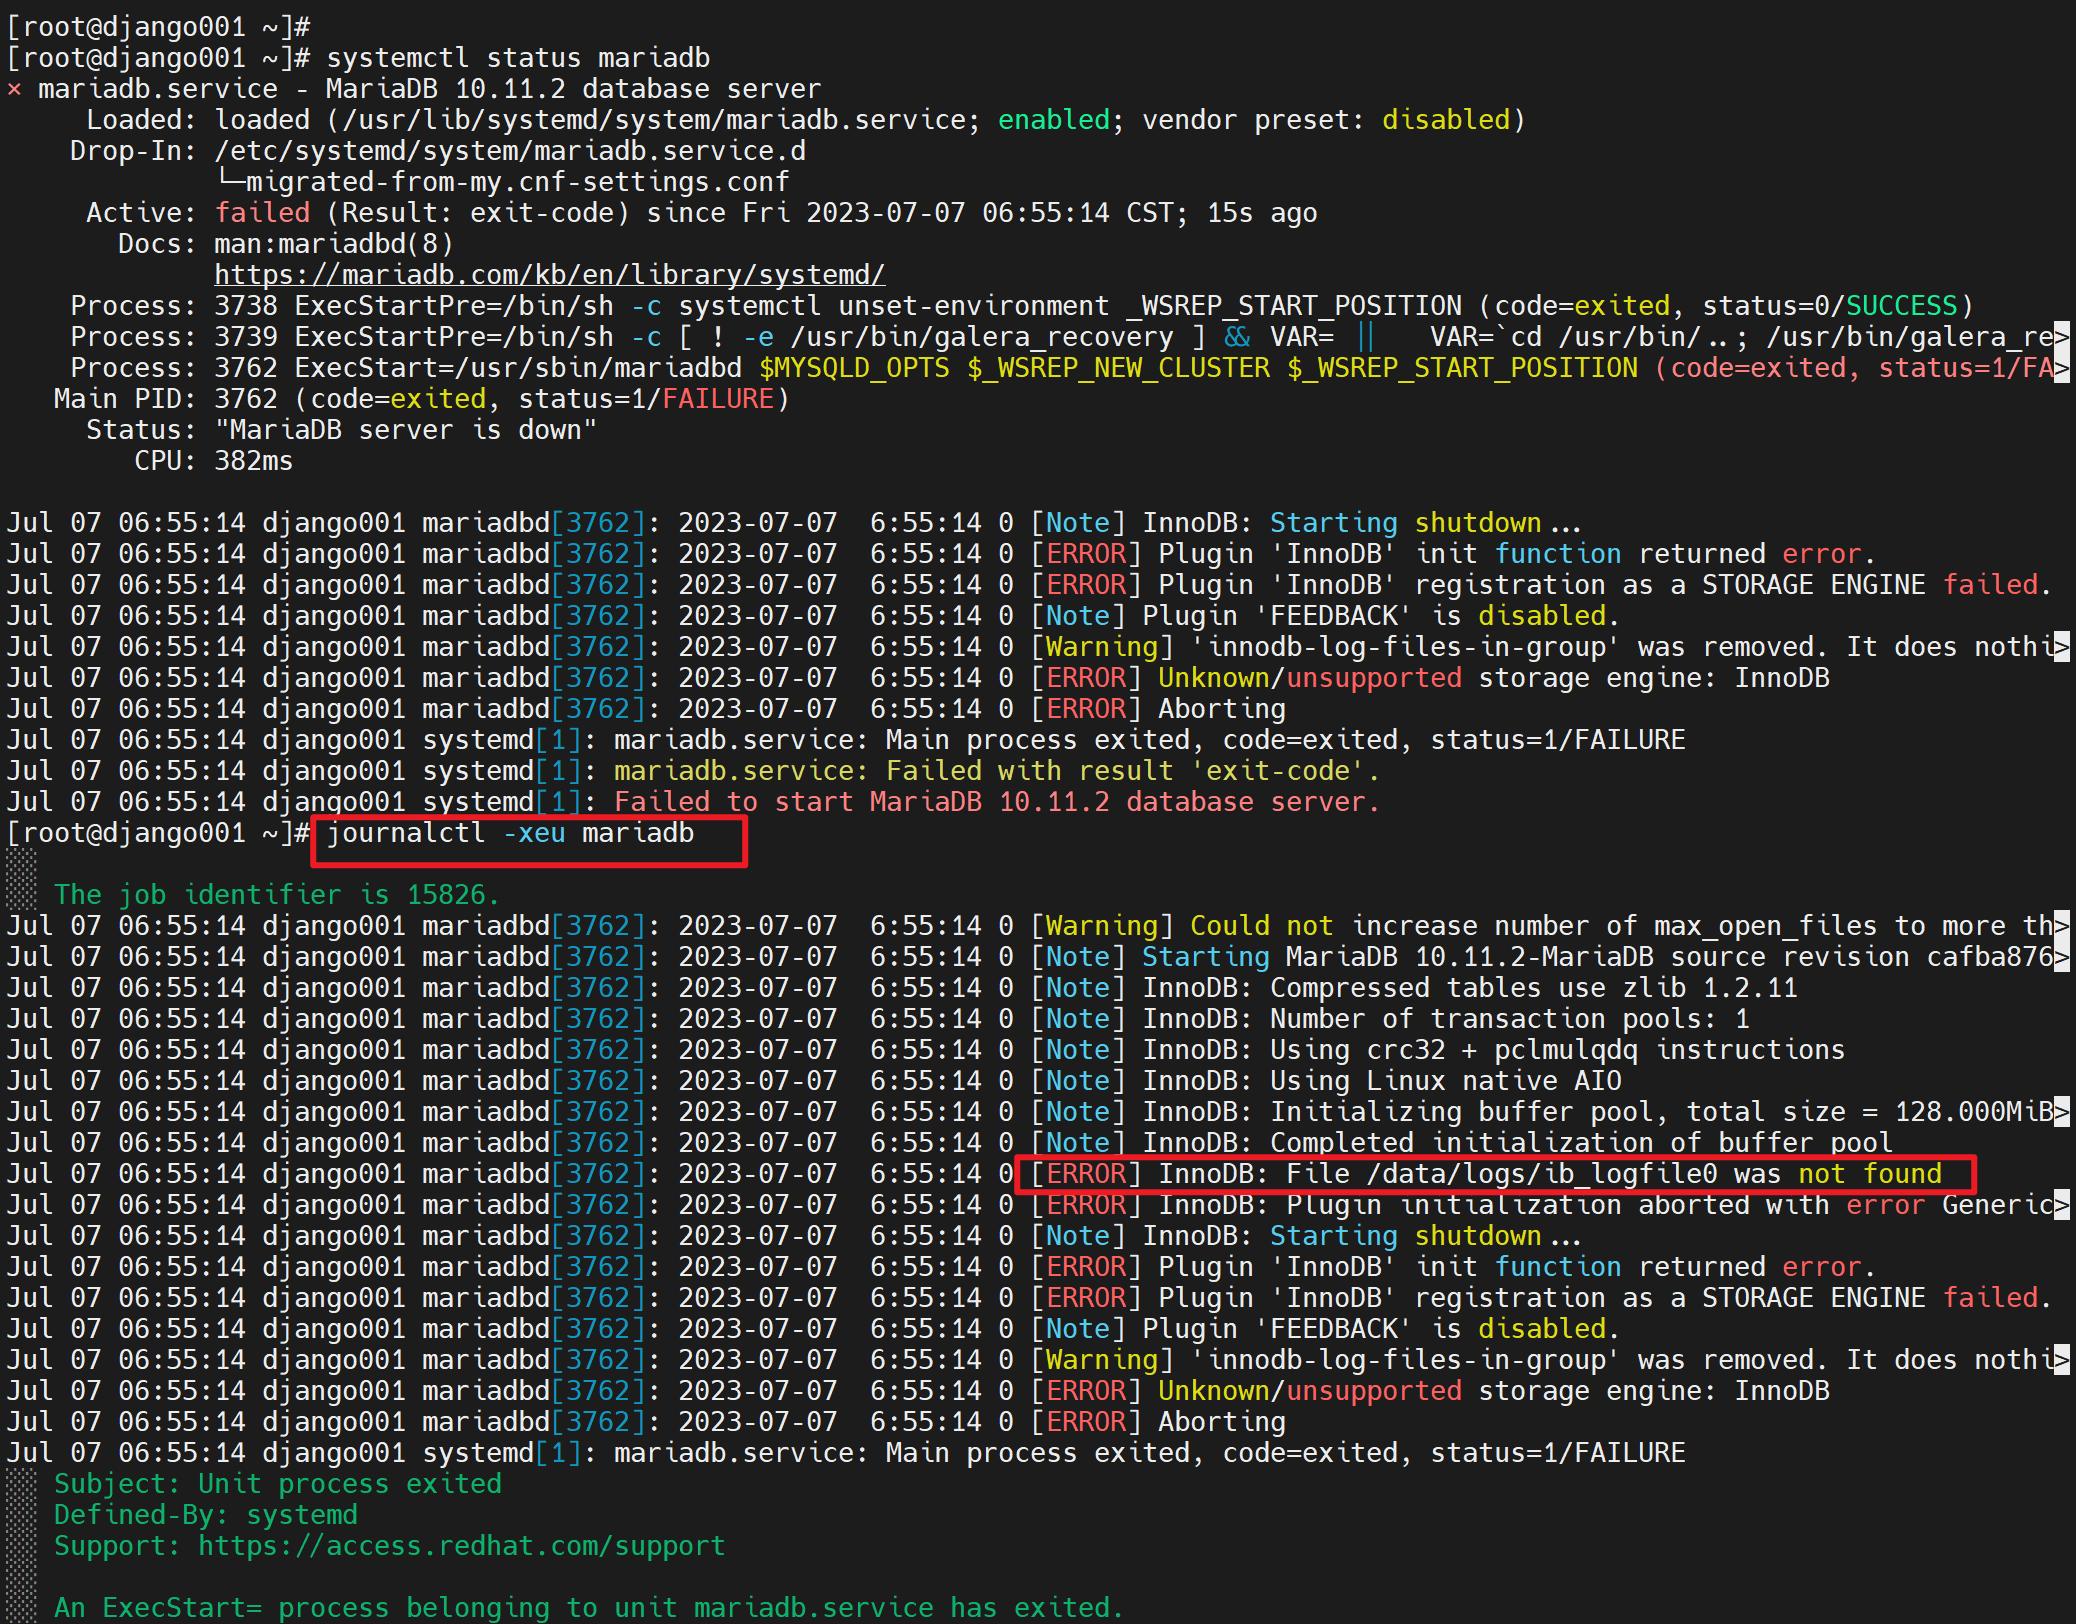 [root@django001 ~]#
[root@django001 ~]# systemctl status mariadb
× mariadb.service - MariaDB 10.11.2 database server
     Loaded: loaded (/usr/lib/systemd/system/mariadb.service; enabled; vendor preset: disabled)
    Drop-In: /etc/systemd/system/mariadb.service.d
             └─migrated-from-my.cnf-settings.conf
     Active: failed (Result: exit-code) since Fri 2023-07-07 06:55:14 CST; 15s ago
       Docs: man:mariadbd(8)
             https://mariadb.com/kb/en/library/systemd/
    Process: 3738 ExecStartPre=/bin/sh -c systemctl unset-environment _WSREP_START_POSITION (code=exited, status=0/SUCCESS)
    Process: 3739 ExecStartPre=/bin/sh -c [ ! -e /usr/bin/galera_recovery ] && VAR= ||   VAR=`cd /usr/bin/..; /usr/bin/galera_re>
    Process: 3762 ExecStart=/usr/sbin/mariadbd $MYSQLD_OPTS $_WSREP_NEW_CLUSTER $_WSREP_START_POSITION (code=exited, status=1/FA>
   Main PID: 3762 (code=exited, status=1/FAILURE)
     Status: "MariaDB server is down"
        CPU: 382ms

Jul 07 06:55:14 django001 mariadbd[3762]: 2023-07-07  6:55:14 0 [Note] InnoDB: Starting shutdown...
Jul 07 06:55:14 django001 mariadbd[3762]: 2023-07-07  6:55:14 0 [ERROR] Plugin 'InnoDB' init function returned error.
Jul 07 06:55:14 django001 mariadbd[3762]: 2023-07-07  6:55:14 0 [ERROR] Plugin 'InnoDB' registration as a STORAGE ENGINE failed.
Jul 07 06:55:14 django001 mariadbd[3762]: 2023-07-07  6:55:14 0 [Note] Plugin 'FEEDBACK' is disabled.
Jul 07 06:55:14 django001 mariadbd[3762]: 2023-07-07  6:55:14 0 [Warning] 'innodb-log-files-in-group' was removed. It does nothi>
Jul 07 06:55:14 django001 mariadbd[3762]: 2023-07-07  6:55:14 0 [ERROR] Unknown/unsupported storage engine: InnoDB
Jul 07 06:55:14 django001 mariadbd[3762]: 2023-07-07  6:55:14 0 [ERROR] Aborting
Jul 07 06:55:14 django001 systemd[1]: mariadb.service: Main process exited, code=exited, status=1/FAILURE
Jul 07 06:55:14 django001 systemd[1]: mariadb.service: Failed with result 'exit-code'.
Jul 07 06:55:14 django001 systemd[1]: Failed to start MariaDB 10.11.2 database server.
[root@django001 ~]# journalctl -xeu mariadb
░░
░░ The job identifier is 15826.
Jul 07 06:55:14 django001 mariadbd[3762]: 2023-07-07  6:55:14 0 [Warning] Could not increase number of max_open_files to more th>
Jul 07 06:55:14 django001 mariadbd[3762]: 2023-07-07  6:55:14 0 [Note] Starting MariaDB 10.11.2-MariaDB source revision cafba876>
Jul 07 06:55:14 django001 mariadbd[3762]: 2023-07-07  6:55:14 0 [Note] InnoDB: Compressed tables use zlib 1.2.11
Jul 07 06:55:14 django001 mariadbd[3762]: 2023-07-07  6:55:14 0 [Note] InnoDB: Number of transaction pools: 1
Jul 07 06:55:14 django001 mariadbd[3762]: 2023-07-07  6:55:14 0 [Note] InnoDB: Using crc32 + pclmulqdq instructions
Jul 07 06:55:14 django001 mariadbd[3762]: 2023-07-07  6:55:14 0 [Note] InnoDB: Using Linux native AIO
Jul 07 06:55:14 django001 mariadbd[3762]: 2023-07-07  6:55:14 0 [Note] InnoDB: Initializing buffer pool, total size = 128.000MiB>
Jul 07 06:55:14 django001 mariadbd[3762]: 2023-07-07  6:55:14 0 [Note] InnoDB: Completed initialization of buffer pool
Jul 07 06:55:14 django001 mariadbd[3762]: 2023-07-07  6:55:14 0 [ERROR] InnoDB: File /data/logs/ib_logfile0 was not found
Jul 07 06:55:14 django001 mariadbd[3762]: 2023-07-07  6:55:14 0 [ERROR] InnoDB: Plugin initialization aborted with error Generic>
Jul 07 06:55:14 django001 mariadbd[3762]: 2023-07-07  6:55:14 0 [Note] InnoDB: Starting shutdown...
Jul 07 06:55:14 django001 mariadbd[3762]: 2023-07-07  6:55:14 0 [ERROR] Plugin 'InnoDB' init function returned error.
Jul 07 06:55:14 django001 mariadbd[3762]: 2023-07-07  6:55:14 0 [ERROR] Plugin 'InnoDB' registration as a STORAGE ENGINE failed.
Jul 07 06:55:14 django001 mariadbd[3762]: 2023-07-07  6:55:14 0 [Note] Plugin 'FEEDBACK' is disabled.
Jul 07 06:55:14 django001 mariadbd[3762]: 2023-07-07  6:55:14 0 [Warning] 'innodb-log-files-in-group' was removed. It does nothi>
Jul 07 06:55:14 django001 mariadbd[3762]: 2023-07-07  6:55:14 0 [ERROR] Unknown/unsupported storage engine: InnoDB
Jul 07 06:55:14 django001 mariadbd[3762]: 2023-07-07  6:55:14 0 [ERROR] Aborting
Jul 07 06:55:14 django001 systemd[1]: mariadb.service: Main process exited, code=exited, status=1/FAILURE
░░ Subject: Unit process exited
░░ Defined-By: systemd
░░ Support: https://access.redhat.com/support
░░
░░ An ExecStart= process belonging to unit mariadb.service has exited.